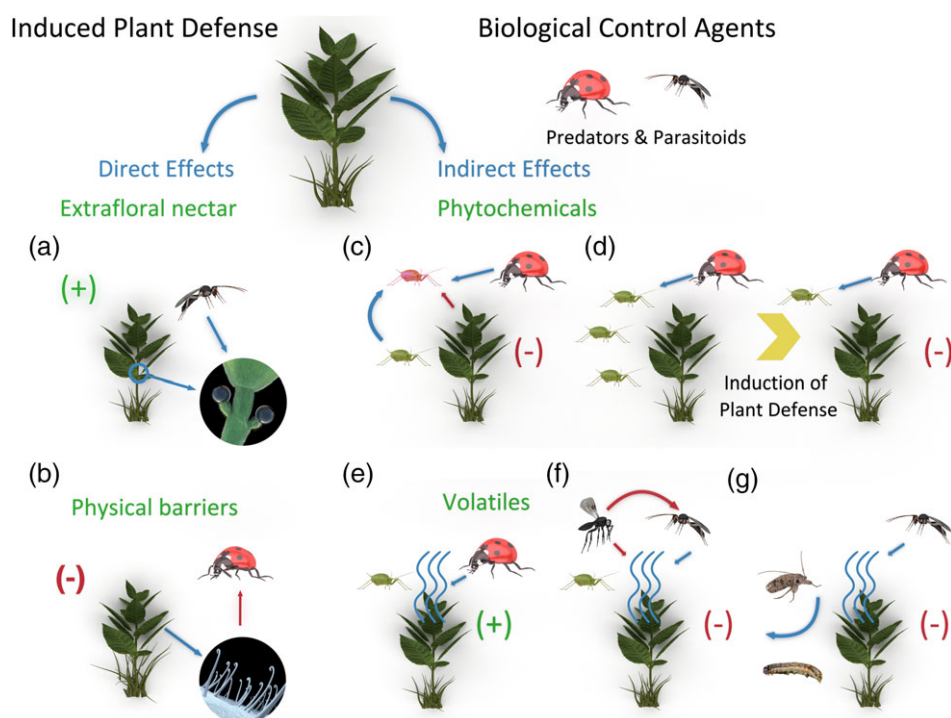 Induced Plant Defense
Biological Control Agents
Predators & Parasitoids
Direct Effects
Indirect Effects
Extrafloral nectar
Phytochemicals
(a)
(+)
(c)
(-)
(d)
Induction of
Plant Defense
(-)
(b)
Physical barriers
(-)
(e)
Volatiles
(+)
(f)
(-)
(g)
(-)